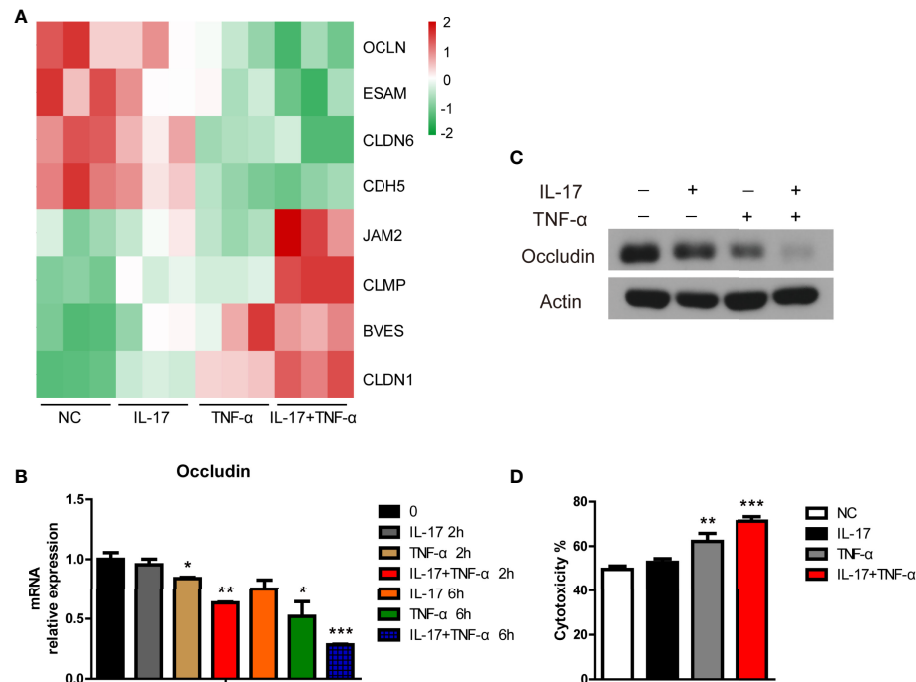 A
2
1
0
-1
-2
OCLN
ESAM
CLDN6
CDH5
JAM2
CLMP
BVES
CLDN1
NC IL-17 TNF-α IL-17+TNF-α
C
IL-17 – + – +
TNF-α – – + +
Occludin
Actin
B
Occludin
mRNA
relative expression
1.5
1.0
0.5
0.0
*
**
*
***
0
IL-17 2h
TNF-α 2h
IL-17+TNF-α 2h
IL-17 6h
TNF-α 6h
IL-17+TNF-α 6h
D
Cytotoxicity %
80
60
40
20
0
**
***
NC
IL-17
TNF-α
IL-17+TNF-α